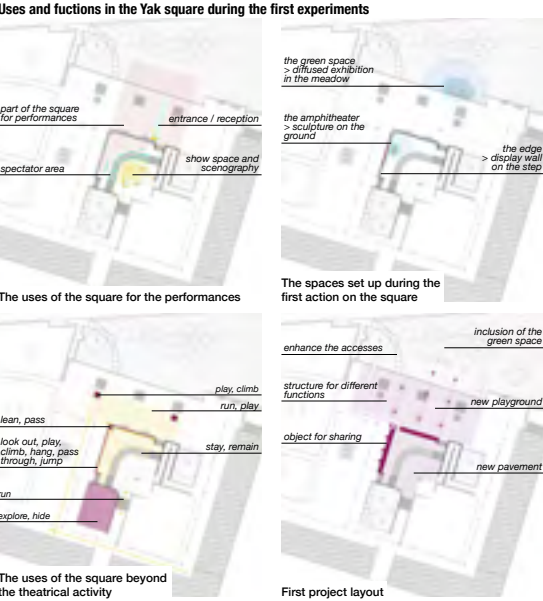 Uses and fuctions in the Yak square during the first experiments
part of the square
for performances
entrance / reception
spectator area
show space and
scenography
The uses of the square for the performances
the green space
> diffused exhibition
in the meadow
the amphitheater
> sculpture on the
ground
the edge
> display wall
on the step
The spaces set up during the
first action on the square
play, climb
run, play
lean, pass
look out, play,
climb, hang, pass
through, jump
stay, remain
run
explore, hide
The uses of the square beyond
the theatrical activity
inclusion of the
green space
enhance the accesses
structure for different
functions
new playground
object for sharing
new pavement
First project layout